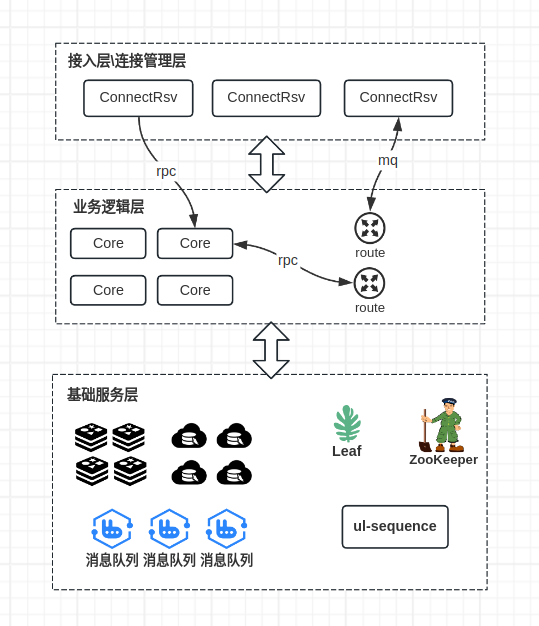 接入层\连接管理层
ConnectRsv
ConnectRsv
ConnectRsv
rpc
mq
业务逻辑层
Core
Core
route
rpc
Core
Core
route
基础服务层
Leaf
ZooKeeper
ul-sequence
消息队列
消息队列
消息队列